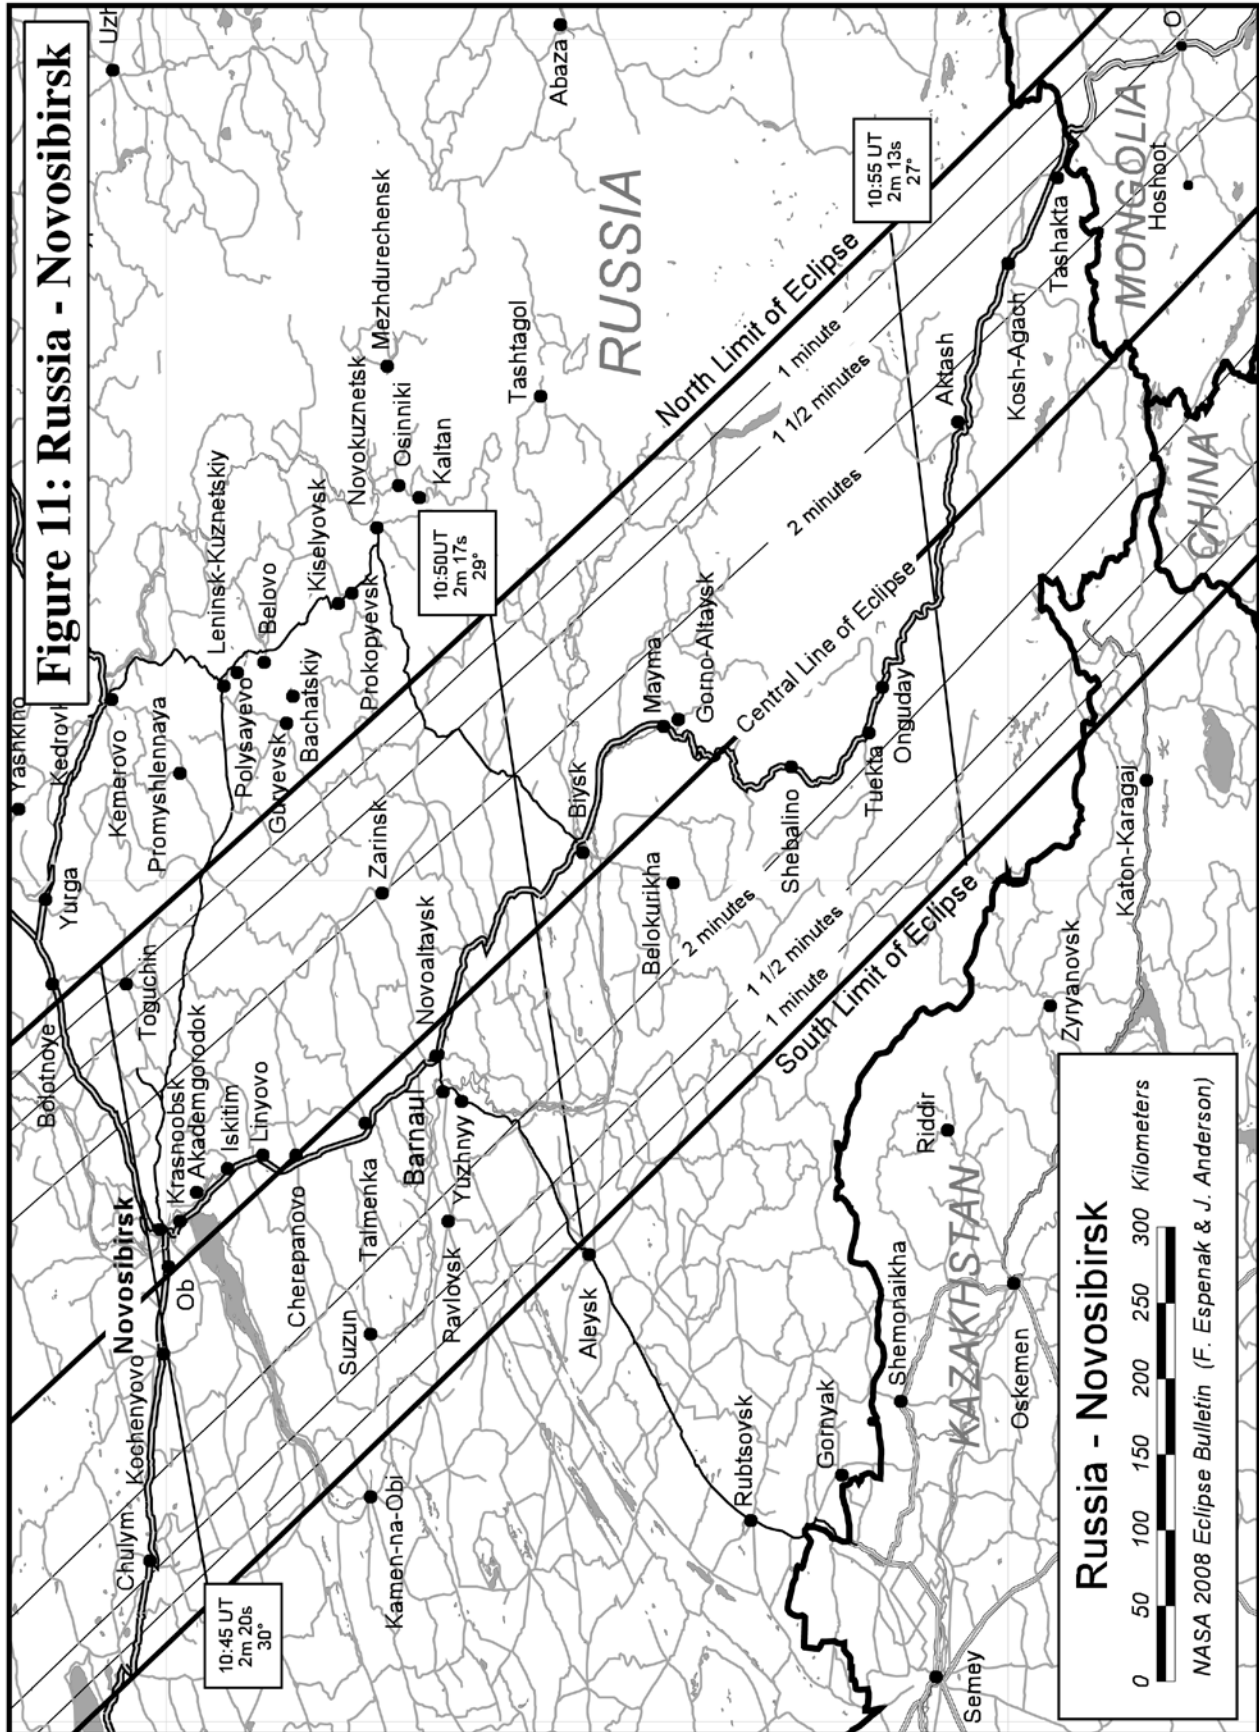 Figure 11: Russia - Novosibirsk
Yashkino
Kedrovk
Uzh
Yurga
Kemerovo
Promyshlennaya
Leninsk-Kuznetskiy
Polysayevo
Belovo
Guryevsk
Bachatskiy
Kiselyovsk
Prokopyevsk
Novokuznetsk
Osinniki
Kaltan
Mezhdurechensk
Tashtagol
Abaza
RUSSIA
Bolotnoye
Toguchin
Novosibirsk
Krasnoobsk
Akademgorodok
Iskitim
Linyovo
Ob
Kochenyovo
Chulym
Cherepanovo
Talmenka
Suzun
Zarinsk
Novoaltaysk
Barnaul
Yuzhnyy
Pavlovsk
Kamen-na-Obi
Aleysk
Biysk
Belokurikha
Mayma
Gorno-Altaysk
Shebalino
Tuekta
Onguday
Aktash
Kosh-Agach
Tashakta
Rubtsovsk
Gornyak
10:45 UT
2m 20s
30°
10:50UT
2m 17s
29°
10:55 UT
2m 13s
27°
North Limit of Eclipse
1 minute
1 1/2 minutes
2 minutes
Central Line of Eclipse
2 minutes
1 1/2 minutes
1 minute
South Limit of Eclipse
MONGOLIA
Hoshoot
O
CHINA
Katon-Karagaj
Zyryanovsk
Riddir
KAZAKHSTAN
Shemonaikha
Oskemen
Semey
Russia - Novosibirsk
0 50 100 150 200 250 300 Kilometers
NASA 2008 Eclipse Bulletin (F. Espenak & J. Anderson)